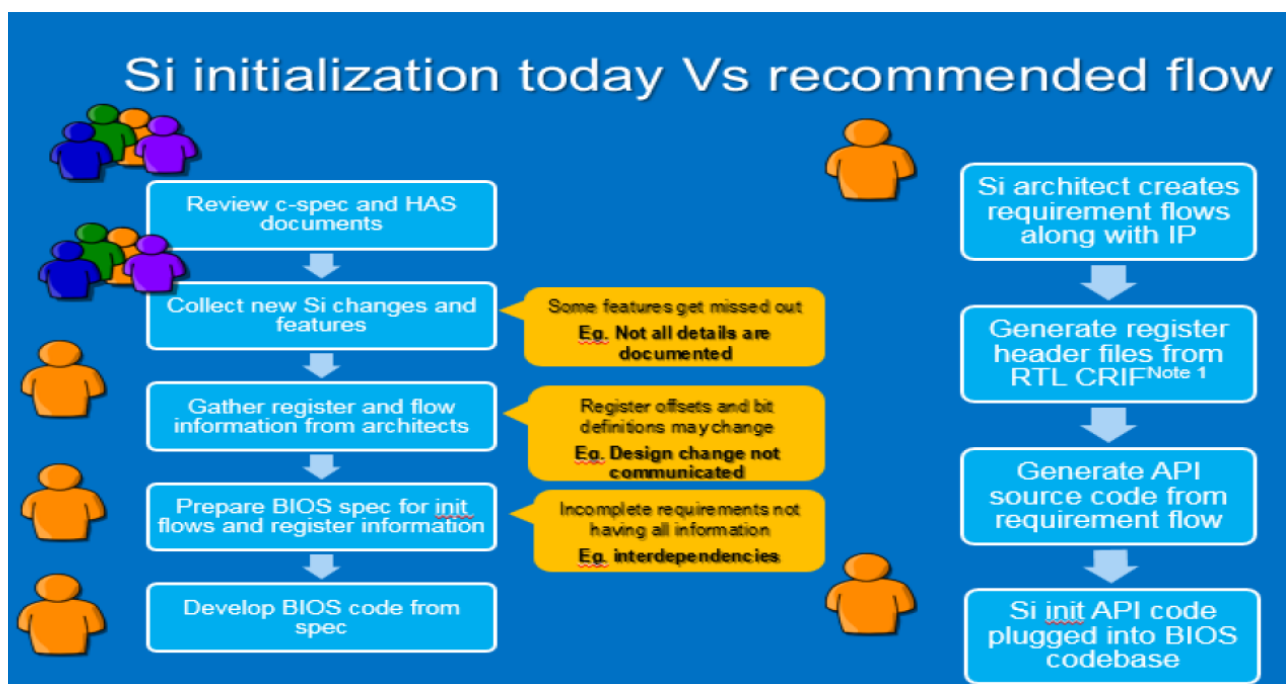 Si initialization today Vs recommended flow
Review c-spec and HAS
documents
Collect new Si changes and
features
Some features get missed out
Eg. Not all details are
documented
Gather register and flow
information from architects
Register offsets and bit
definitions may change
Eg. Design change not
communicated
Prepare BIOS spec for init
flows and register information
Incomplete requirements not
having all information
Eg. interdependencies
Develop BIOS code from
spec
Si architect creates
requirement flows
along with IP
Generate register
header files from
RTL CRIF Note 1
Generate API
source code from
requirement flow
Si init API code
plugged into BIOS
codebase